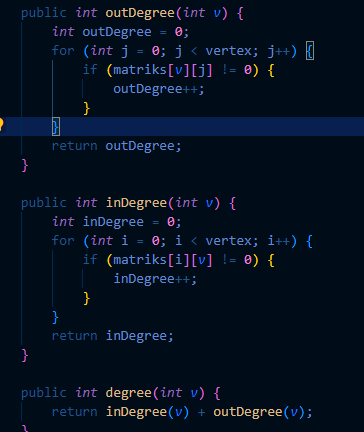 public int outDegree(int v) {
    int outDegree = 0;
    for (int j = 0; j < vertex; j++) {
        if (matriks[v][j] != 0) {
            outDegree++;
        }
    }
    return outDegree;
}

public int inDegree(int v) {
    int inDegree = 0;
    for (int i = 0; i < vertex; i++) {
        if (matriks[i][v] != 0) {
            inDegree++;
        }
    }
    return inDegree;
}

public int degree(int v) {
    return inDegree(v) + outDegree(v);
}